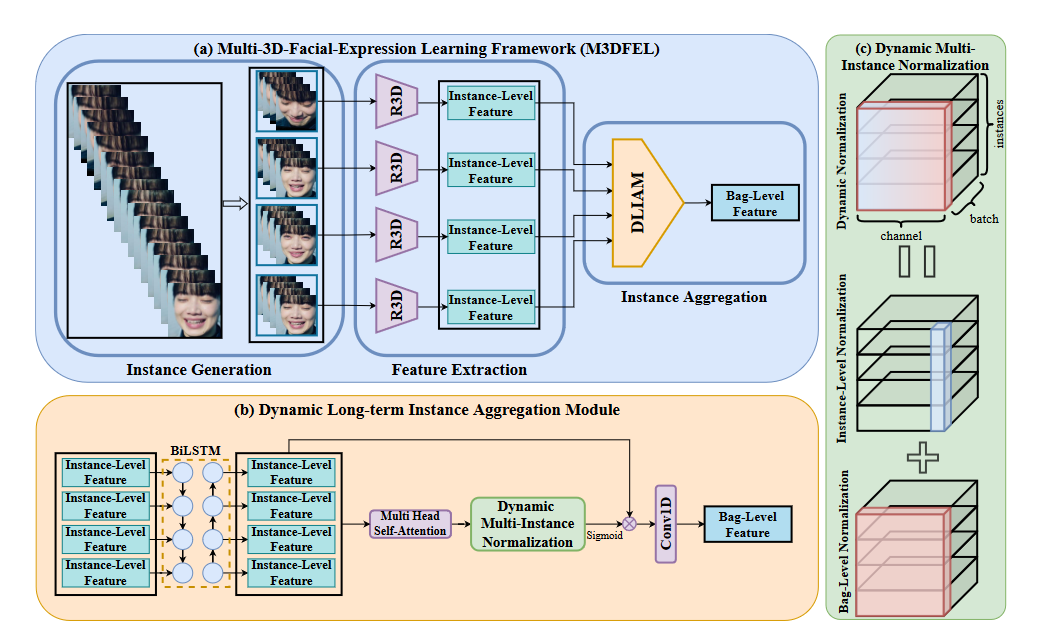 (a) Multi-3D-Facial-Expression Learning Framework (M3DFEL)
R3D
Instance-Level
Feature
R3D
Instance-Level
Feature
R3D
Instance-Level
Feature
R3D
Instance-Level
Feature
DLIAM
Bag-Level
Feature
Instance Generation
Feature Extraction
Instance Aggregation
(b) Dynamic Long-term Instance Aggregation Module
BiLSTM
Instance-Level
Feature
Instance-Level
Feature
Instance-Level
Feature
Instance-Level
Feature
Instance-Level
Feature
Instance-Level
Feature
Instance-Level
Feature
Instance-Level
Feature
Multi Head
Self-Attention
Dynamic
Multi-Instance
Normalization
Sigmoid
Conv1D
Bag-Level
Feature
(c) Dynamic Multi-
Instance Normalization
Dynamic Normalization
instances
batch
channel
Instance-Level Normalization
Bag-Level Normalization